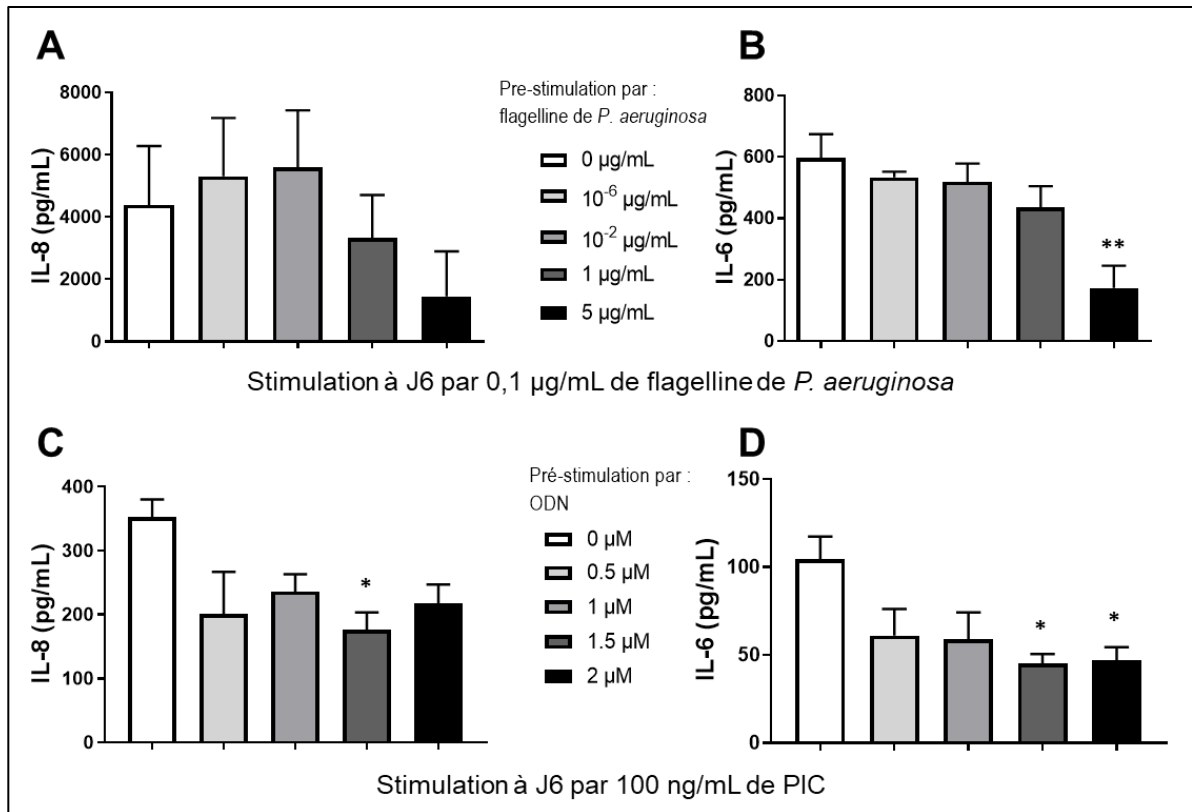 A
B
8000
6000
4000
2000
0
IL-8 (pg/mL)
Pre-stimulation par :
flagelline de P. aeruginosa
0 µg/mL
10⁻⁶ µg/mL
10⁻² µg/mL
1 µg/mL
5 µg/mL
800
600
400
200
0
IL-6 (pg/mL)
**
Stimulation à J6 par 0,1 µg/mL de flagelline de P. aeruginosa
C
D
400
300
200
100
0
IL-8 (pg/mL)
*
Pré-stimulation par :
ODN
0 µM
0.5 µM
1 µM
1.5 µM
2 µM
150
100
50
0
IL-6 (pg/mL)
*
*
Stimulation à J6 par 100 ng/mL de PIC